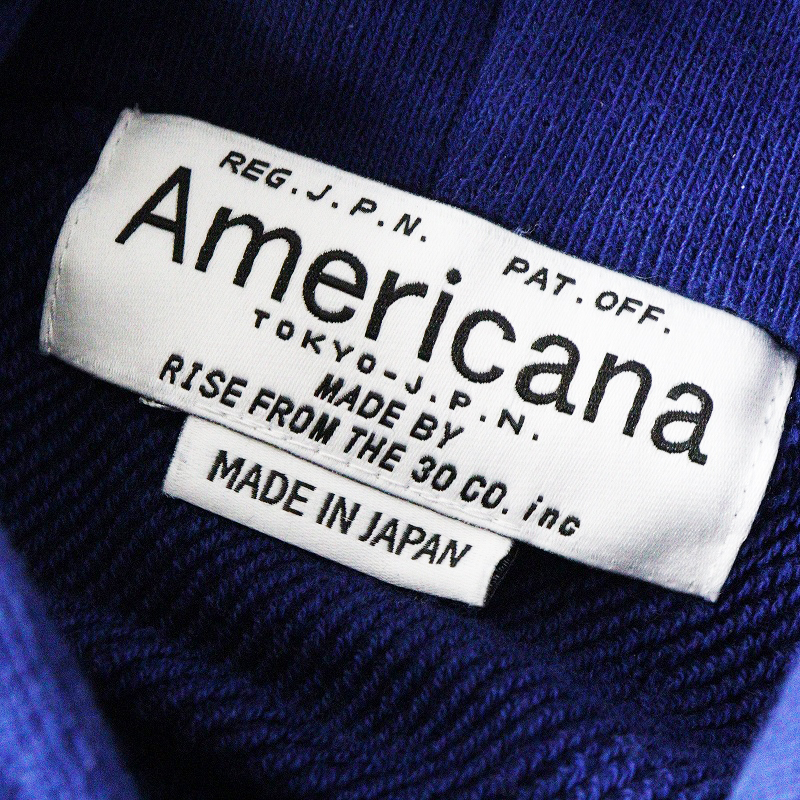 REG.J.P.N. PAT.OFF.
Americana
TOKYO-J.P.N.
MADE BY
RISE FROM THE 30 CO. inc
MADE IN JAPAN